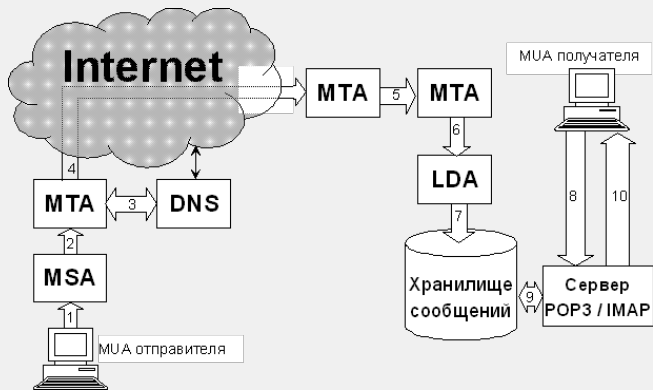 Internet
MUA получателя
MTA
5
MTA
4
6
LDA
MTA
3
DNS
7
8
10
2
MSA
Хранилище
сообщений
9
Сервер
POP3 / IMAP
1
MUA отправителя